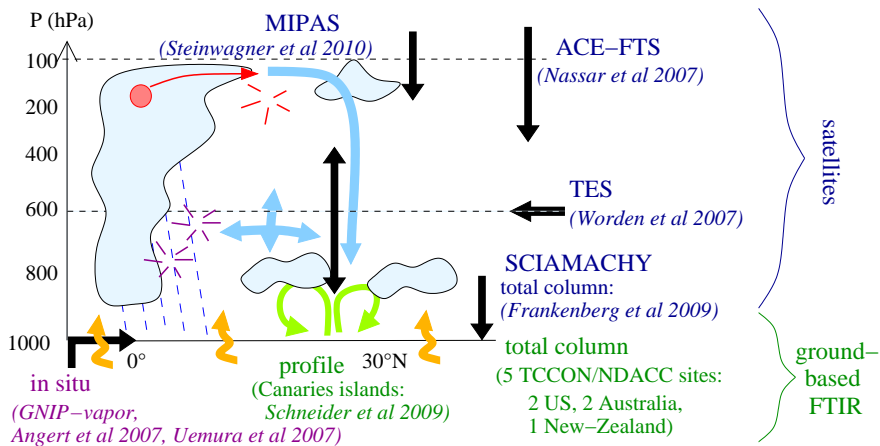 P (hPa)
100
200
400
600
800
1000
0°
30°N
MIPAS
(Steinwagner et al 2010)
ACE−FTS
(Nassar et al 2007)
TES
(Worden et al 2007)
SCIAMACHY
total column:
(Frankenberg et al 2009)
satellites
in situ
(GNIP−vapor,
Angert et al 2007, Uemura et al 2007)
profile
(Canaries islands:
Schneider et al 2009)
total column
(5 TCCON/NDACC sites:
2 US, 2 Australia,
1 New−Zealand)
ground−
based
FTIR